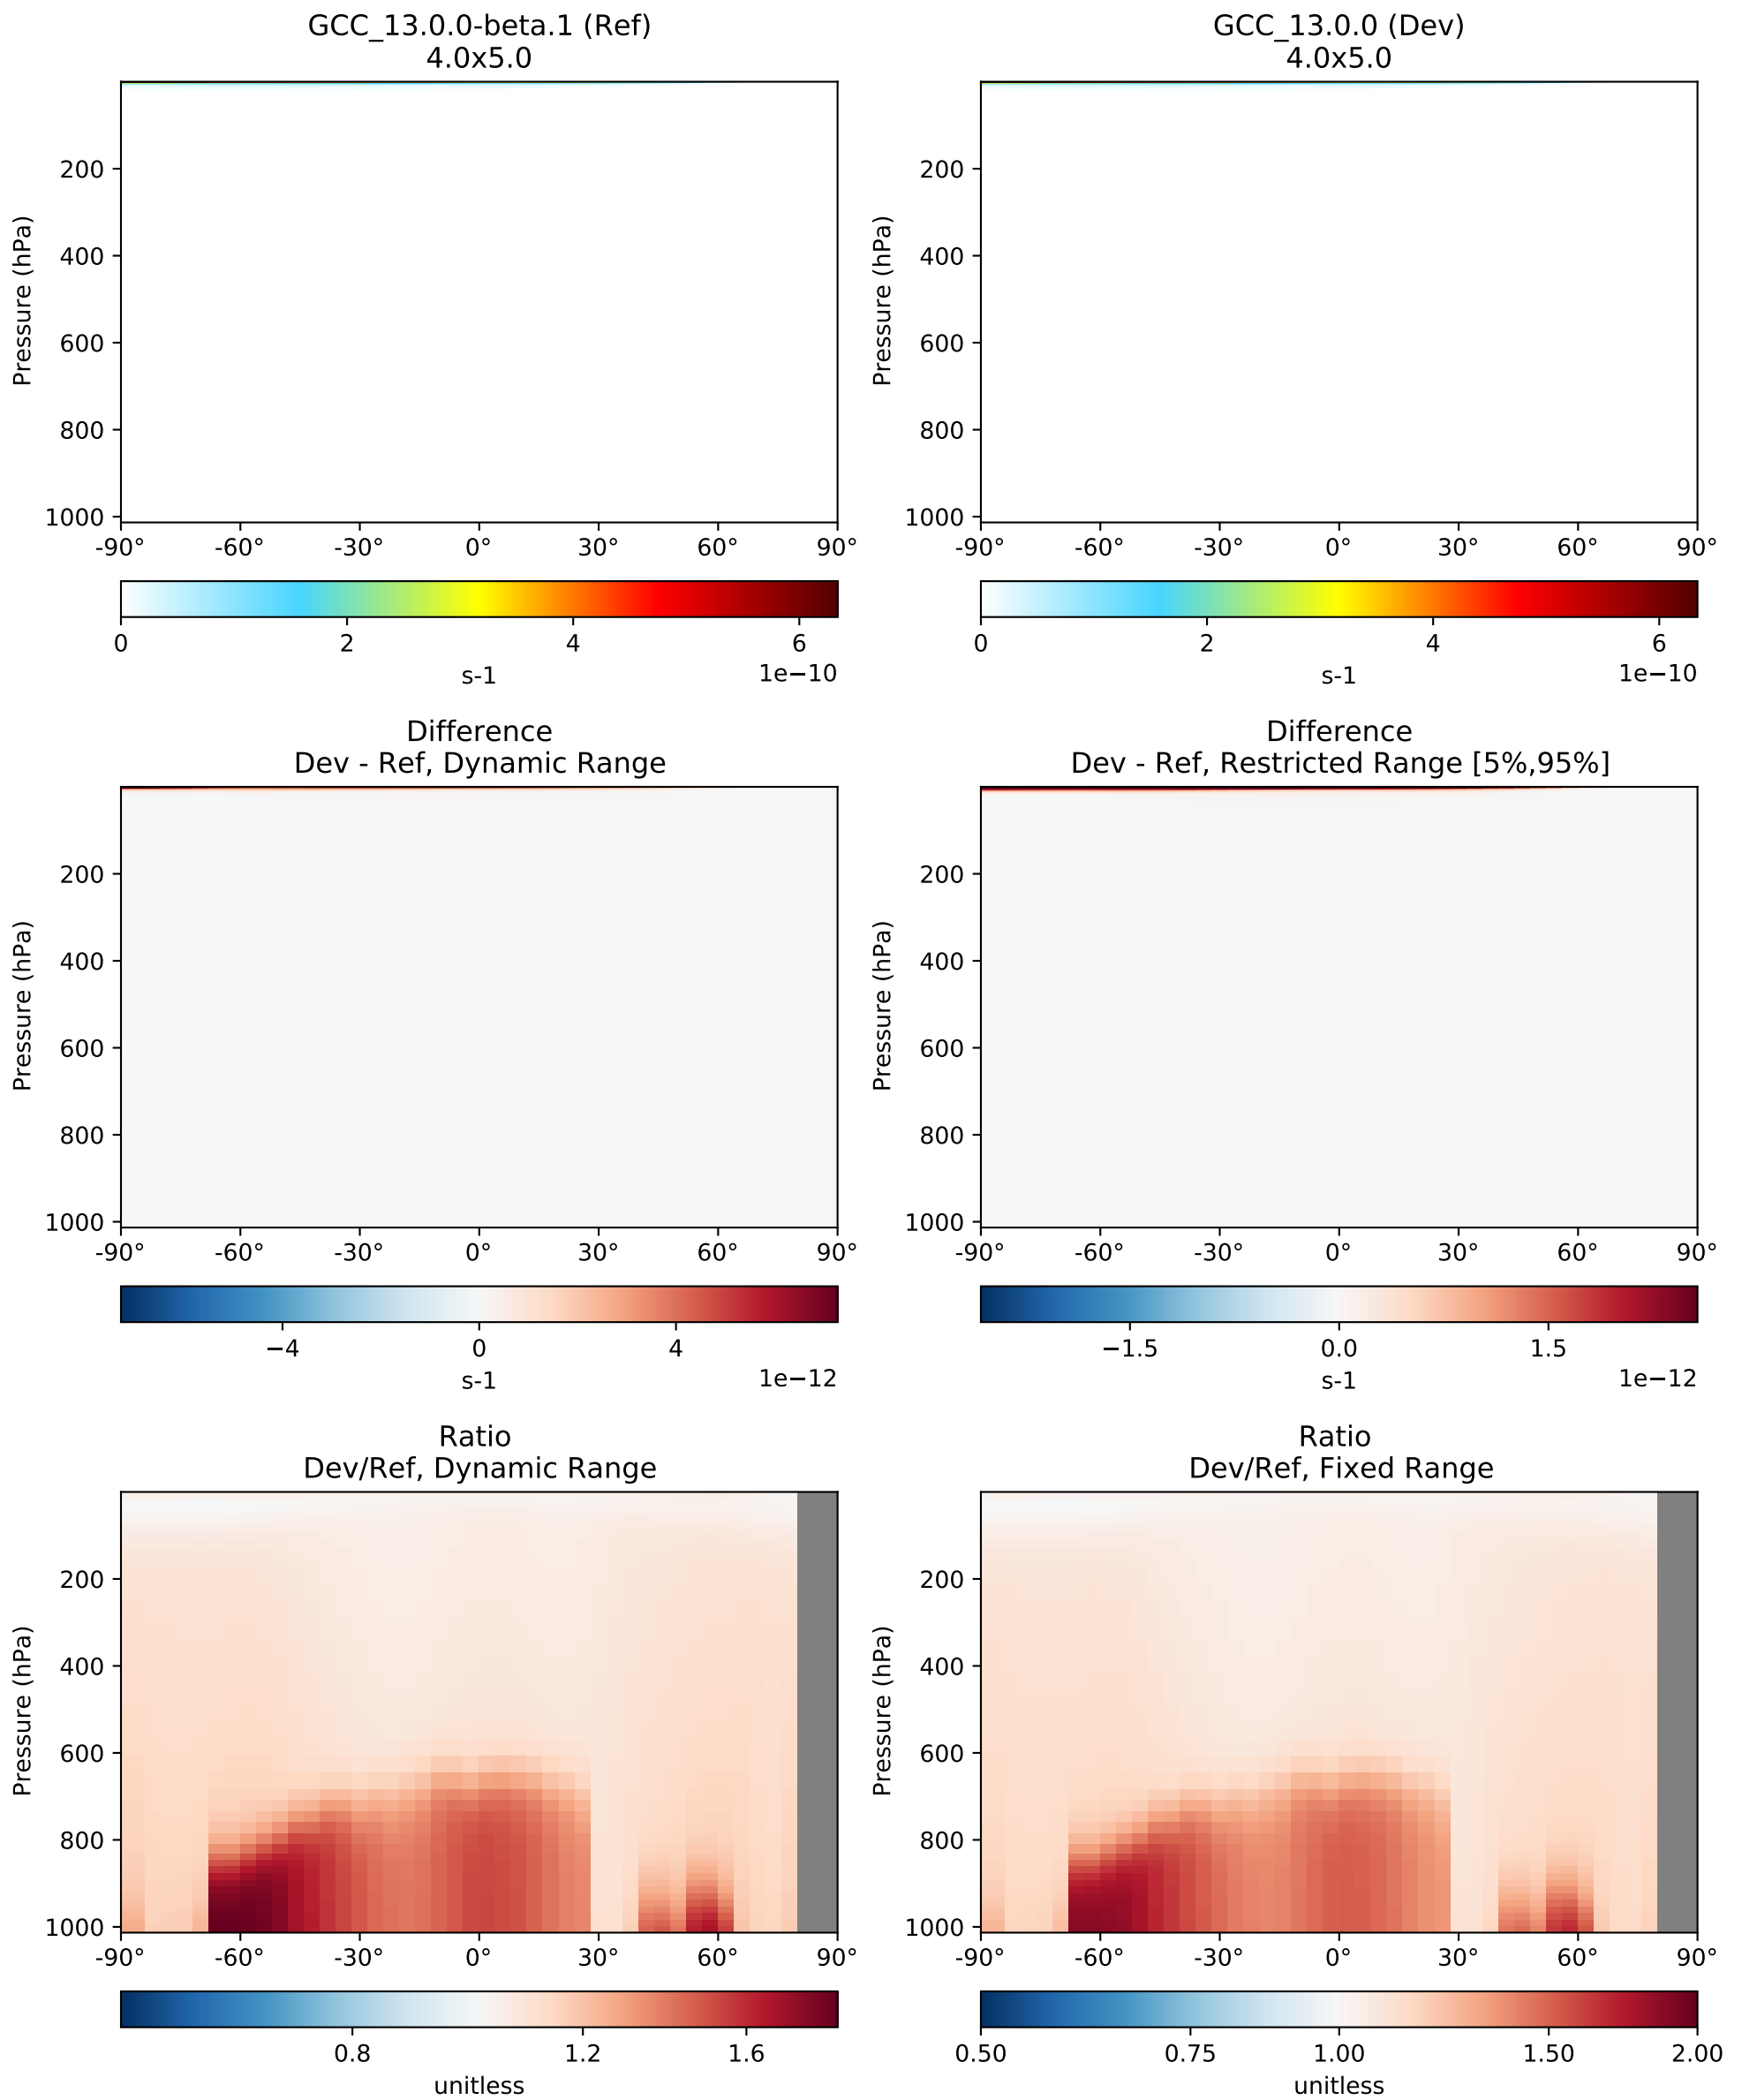 GCC_13.0.0-beta.1 (Ref)
4.0x5.0
GCC_13.0.0 (Dev)
4.0x5.0
Pressure (hPa)
200
400
600
800
1000
-90° -60° -30° 0° 30° 60° 90°
0 2 4 6
1e−10
s-1
Pressure (hPa)
200
400
600
800
1000
-90° -60° -30° 0° 30° 60° 90°
0 2 4 6
1e−10
s-1
Difference
Dev - Ref, Dynamic Range
Pressure (hPa)
200
400
600
800
1000
-90° -60° -30° 0° 30° 60° 90°
−4 0 4
1e−12
s-1
Difference
Dev - Ref, Restricted Range [5%,95%]
Pressure (hPa)
200
400
600
800
1000
-90° -60° -30° 0° 30° 60° 90°
−1.5 0.0 1.5
1e−12
s-1
Ratio
Dev/Ref, Dynamic Range
Pressure (hPa)
200
400
600
800
1000
-90° -60° -30° 0° 30° 60° 90°
0.8 1.2 1.6
unitless
Ratio
Dev/Ref, Fixed Range
Pressure (hPa)
200
400
600
800
1000
-90° -60° -30° 0° 30° 60° 90°
0.50 0.75 1.00 1.50 2.00
unitless